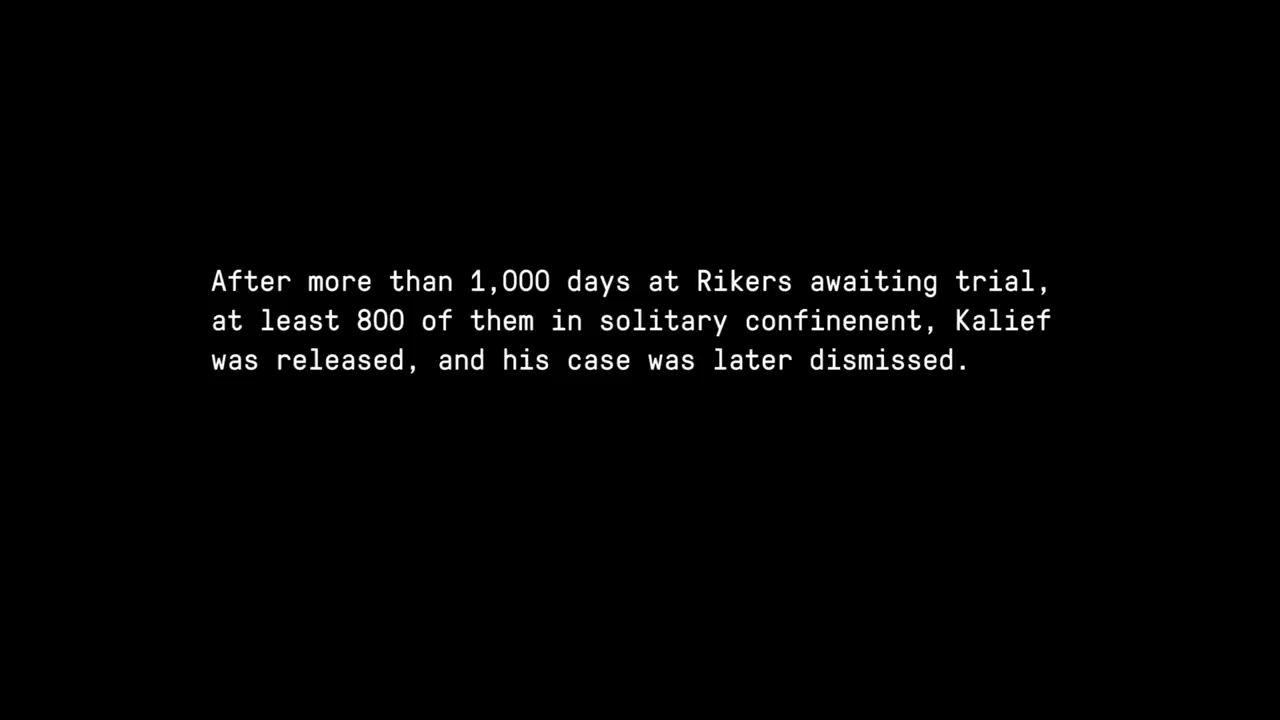 After more than 1,000 days at Rikers awaiting trial,
at least 800 of them in solitary confinenent, Kalief
was released, and his case was later dismissed.